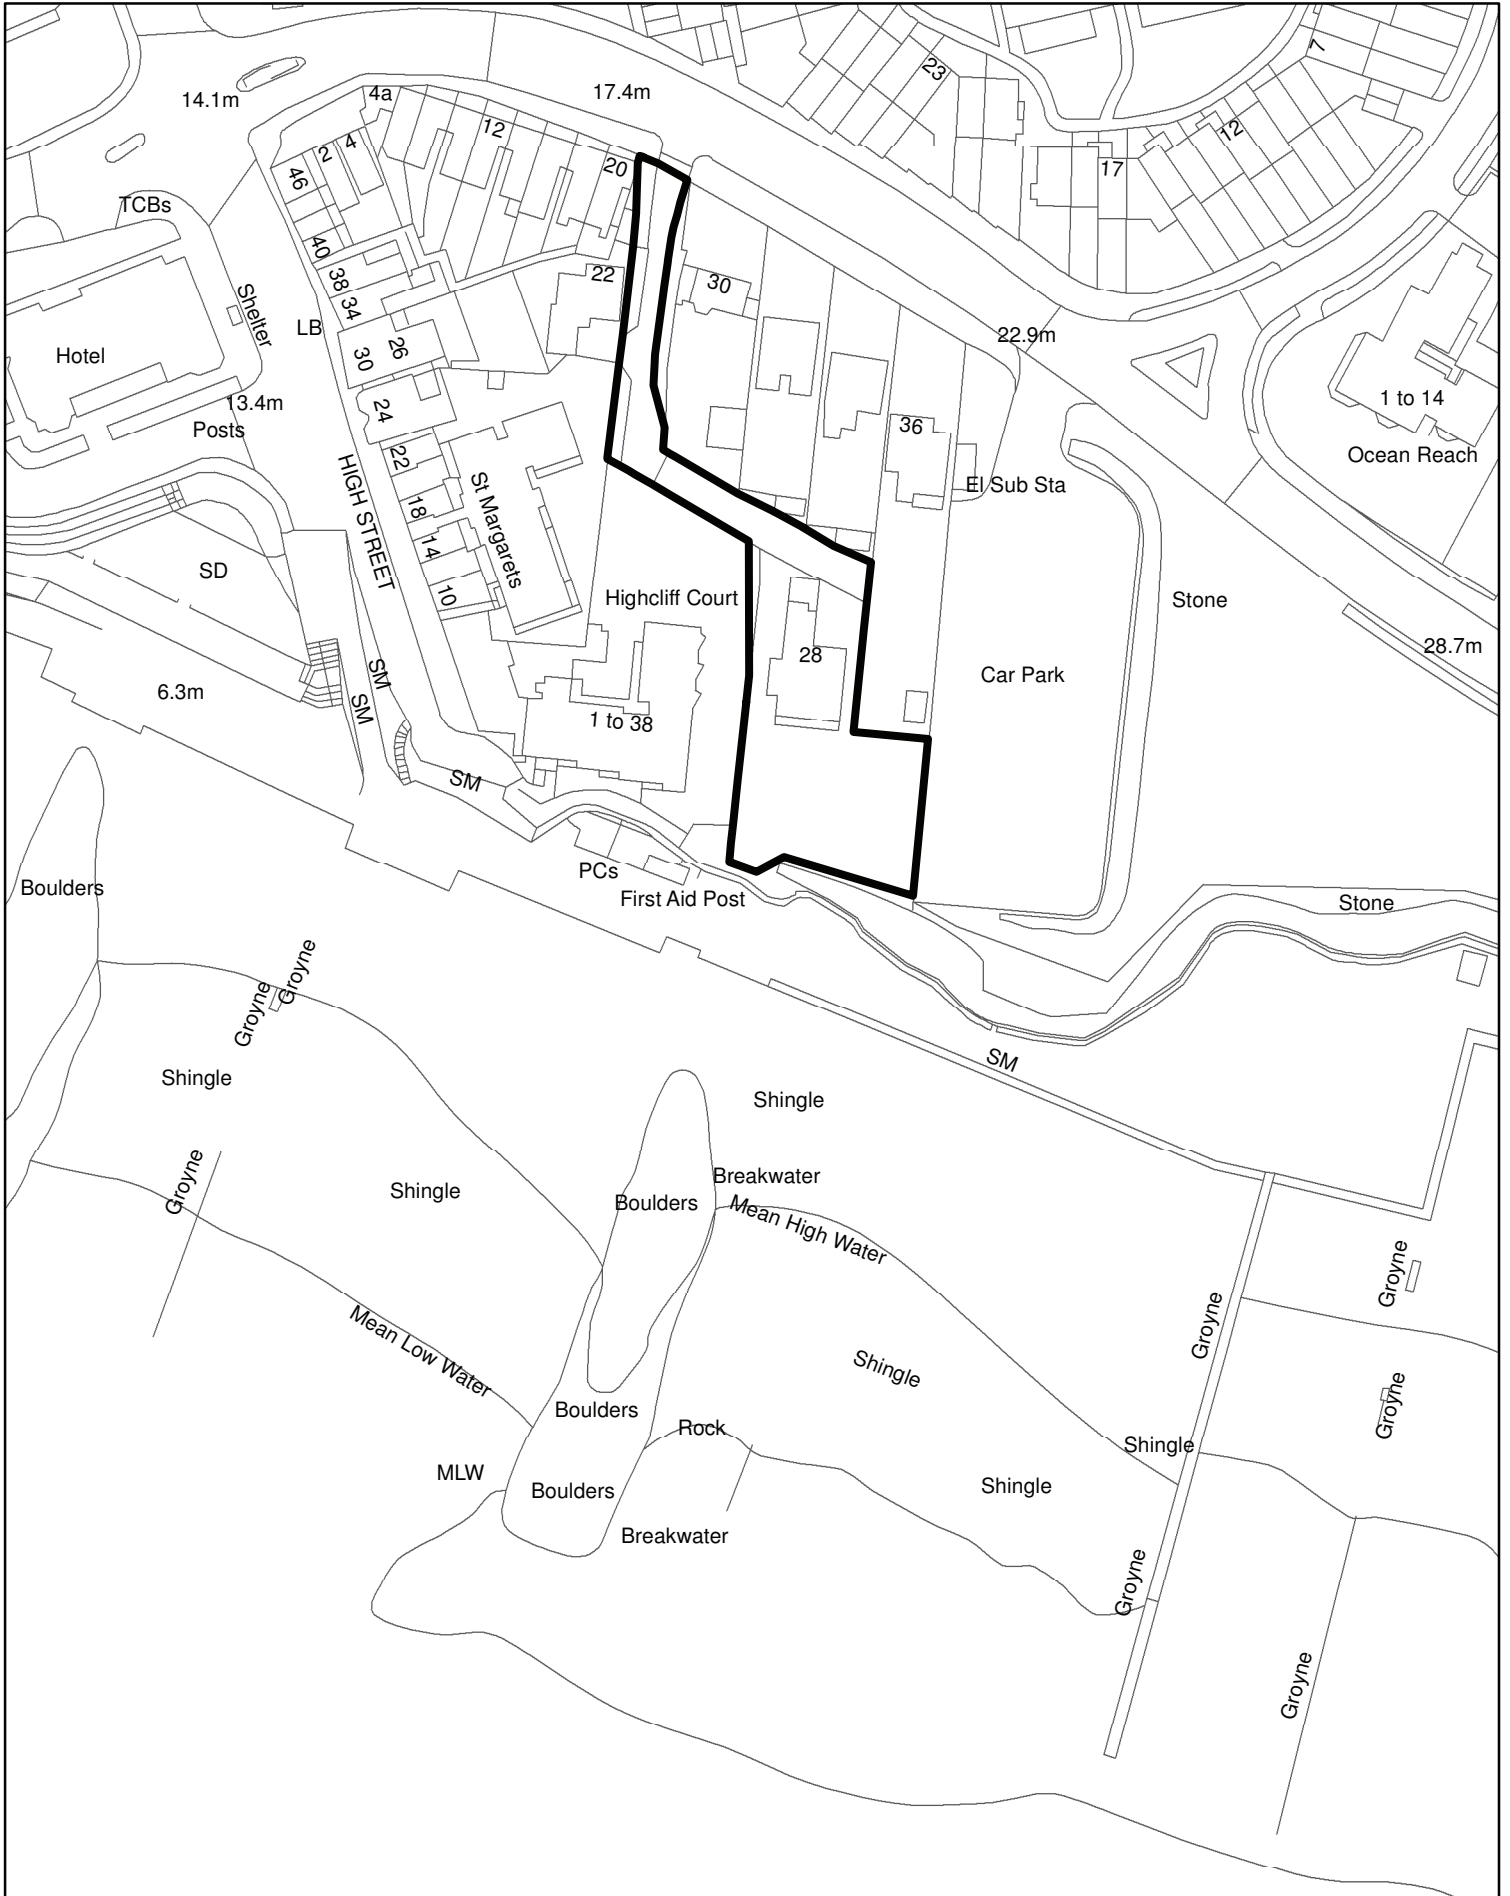 7
23
17.4m
4a
14.1m
12
4
2
12
20
17
46
TCBs
40
22
30
38
34
Shelter
LB
22.9m
26
30
Hotel
1 to 14
13.4m
24
36
Posts
22
Ocean Reach
El Sub Sta
HIGH STREET
St Margarets
18
14
SD
10
Highcliff Court
Stone
28
28.7m
SM
Car Park
6.3m
SM
1 to 38
SM
PCs
Boulders
First Aid Post
Stone
Groyne
Groyne
SM
Shingle
Shingle
Groyne
Breakwater
Shingle
Boulders
Mean High Water
Groyne
Groyne
Mean Low Water
Shingle
Groyne
Boulders
Rock
Shingle
MLW
Shingle
Boulders
Breakwater
Groyne
Groyne